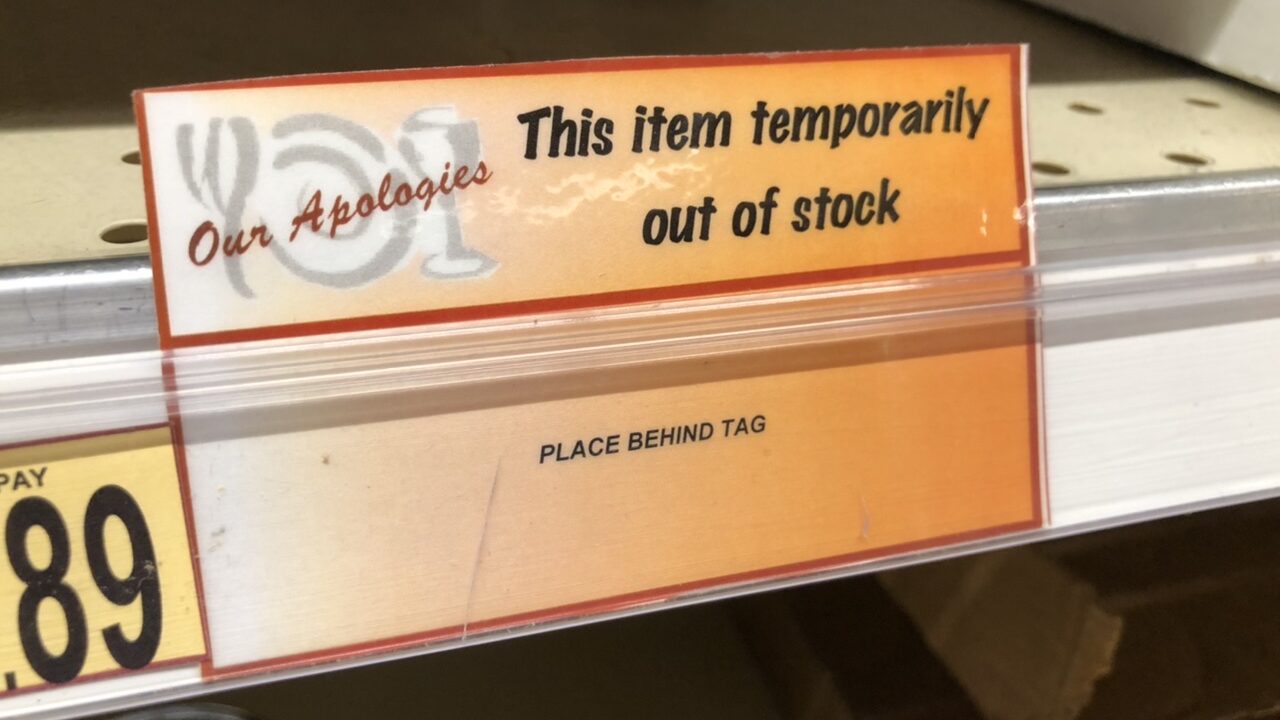 Our Apologies
This item temporarily
out of stock
PLACE BEHIND TAG
PAY
.89